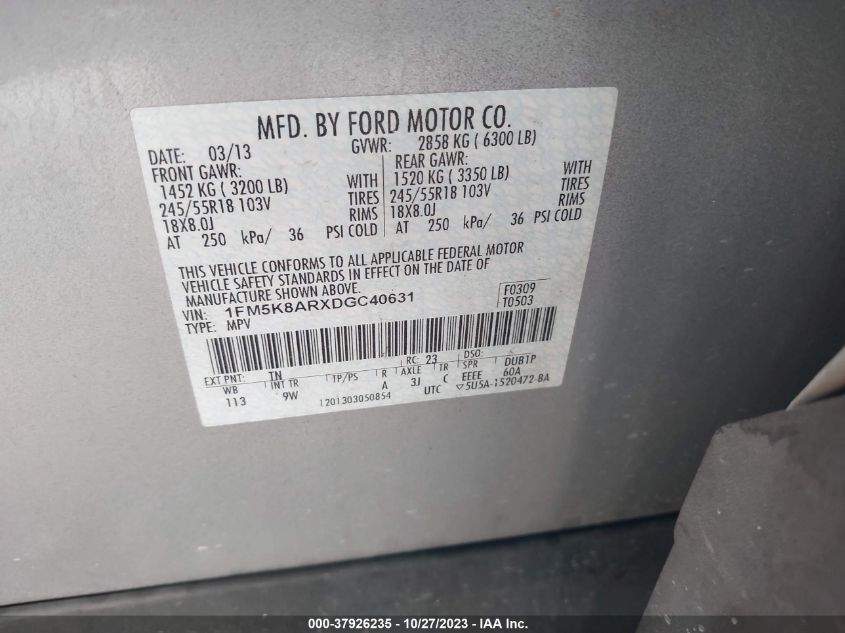 MFD. BY FORD MOTOR CO.
DATE: 03/13 GVWR: 2858 KG ( 6300 LB)
FRONT GAWR: REAR GAWR:
1452 KG ( 3200 LB) WITH 1520 KG ( 3350 LB) WITH
245/55R18 103V TIRES 245/55R18 103V TIRES
18X8.0J RIMS 18X8.0J RIMS
AT 250 kPa/ 36 PSI COLD AT 250 kPa/ 36 PSI COLD
THIS VEHICLE CONFORMS TO ALL APPLICABLE FEDERAL MOTOR
VEHICLE SAFETY STANDARDS IN EFFECT ON THE DATE OF
MANUFACTURE SHOWN ABOVE.
VIN: 1FM5K8ARXDGC40631 F0309
TYPE: MPV T0503
EXT PNT: TN RC: 23 DSO:
WB INT TR TP/PS R AXLE TR SPR DUB1P
113 9W A 3J C EEEE 60A
1201303050854 UTC ▽5U5A-1520472-BA
000-37926235 - 10/27/2023 - IAA Inc.